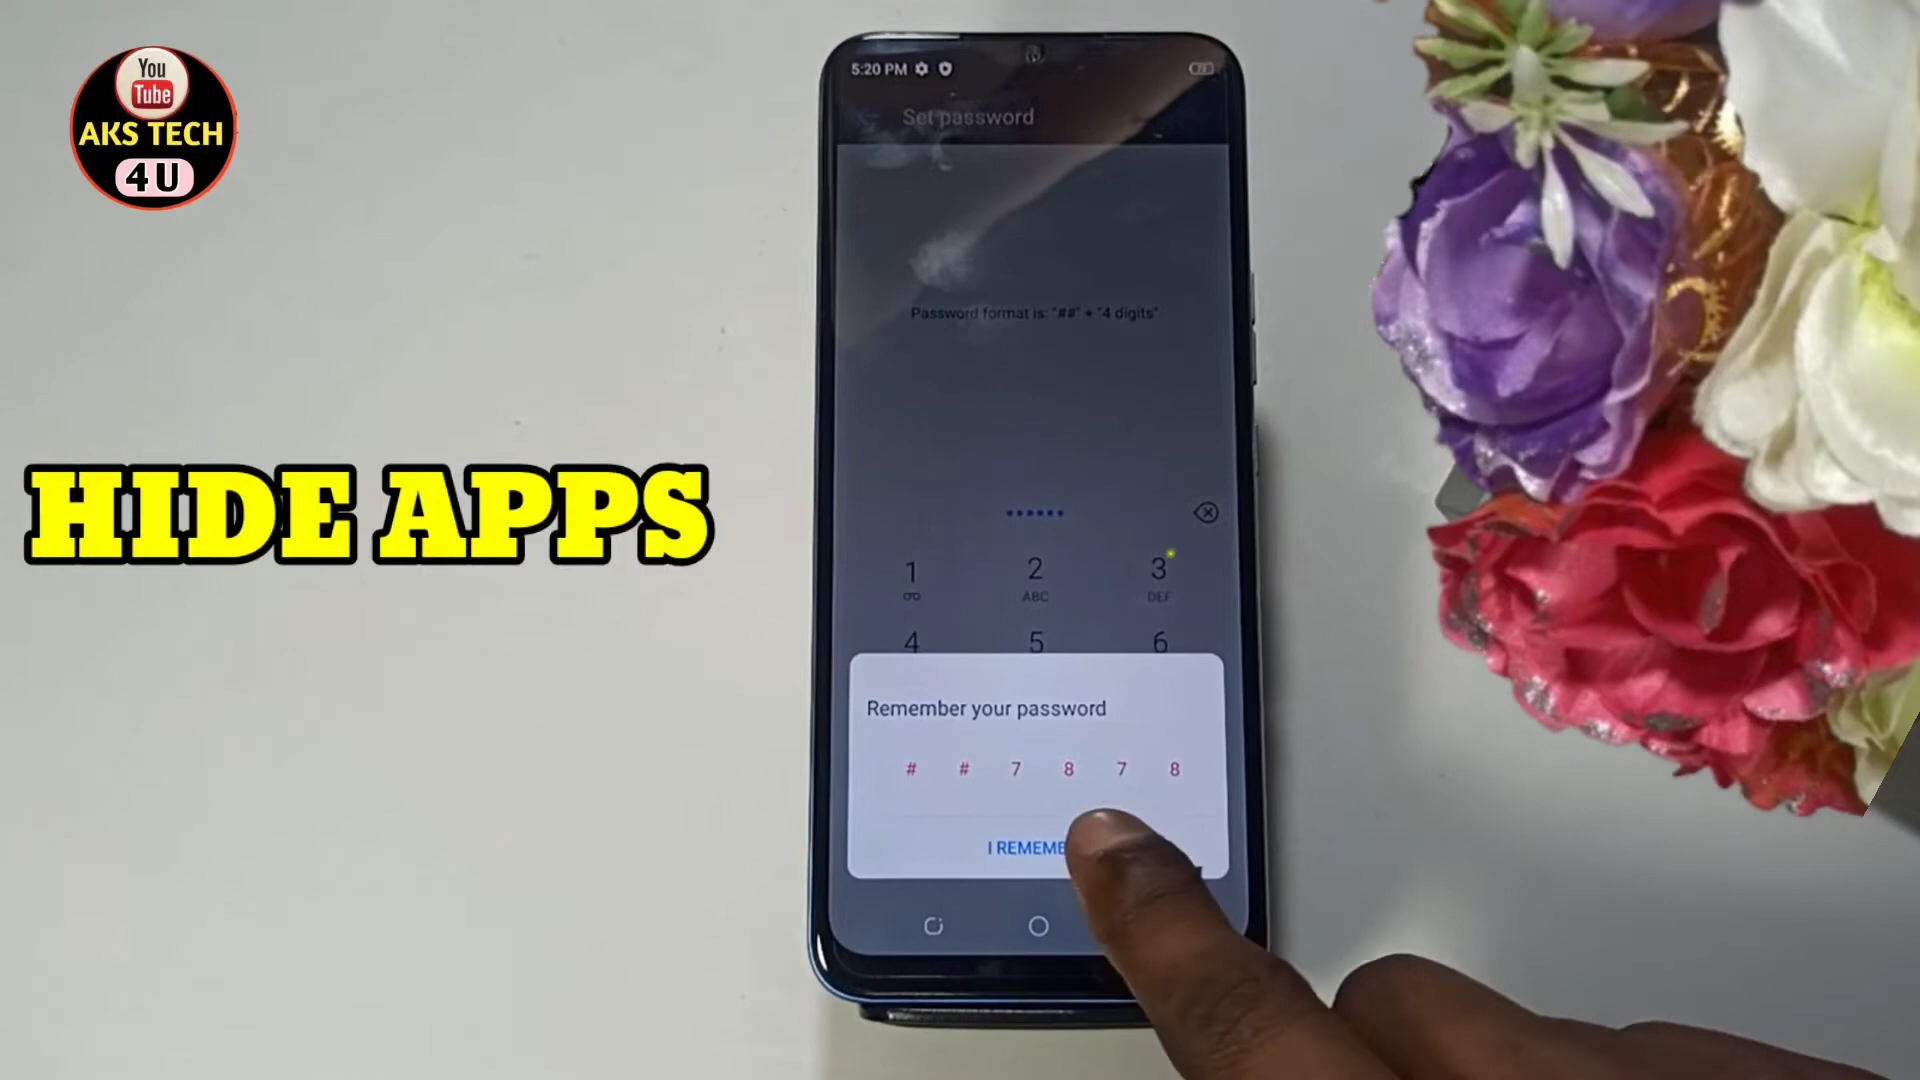 You
Tube
AKS TECH
4U
HIDE APPS
5:20 PM
Set password
Password format is: "##" + "4 digits"
1
2
ABC
3
DEF
4
5
6
Remember your password
# # 7 8 7 8
I REMEMB